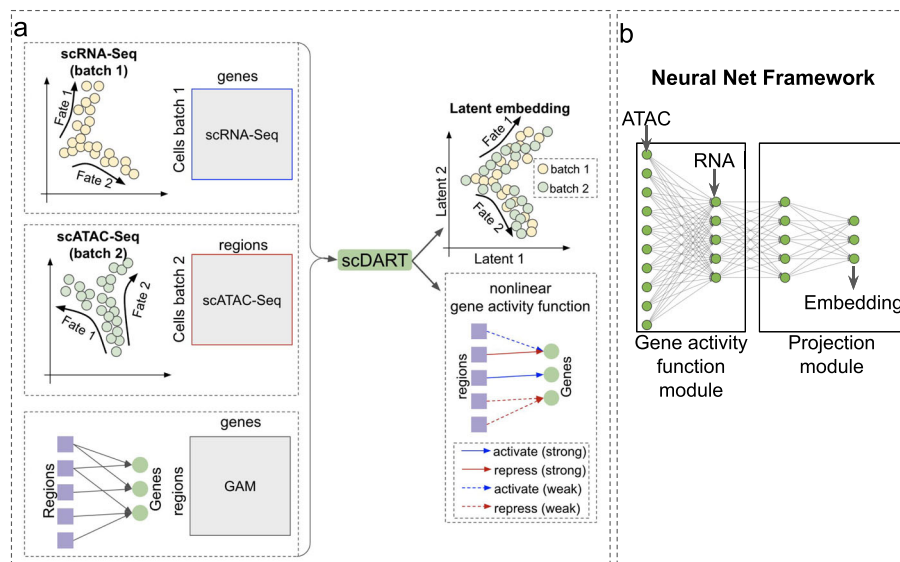 a
scRNA-Seq
(batch 1)
Fate 1
Fate 2
genes
Cells batch 1
scRNA-Seq
scATAC-Seq
(batch 2)
Fate 1
Fate 2
regions
Cells batch 2
scATAC-Seq
Regions
Genes
genes
regions
GAM
scDART
Latent embedding
Fate 1
Fate 2
batch 1
batch 2
Latent 2
Latent 1
nonlinear
gene activity function
regions
Genes
activate (strong)
repress (strong)
activate (weak)
repress (weak)
b
Neural Net Framework
ATAC
RNA
Embedding
Gene activity
function
module
Projection
module